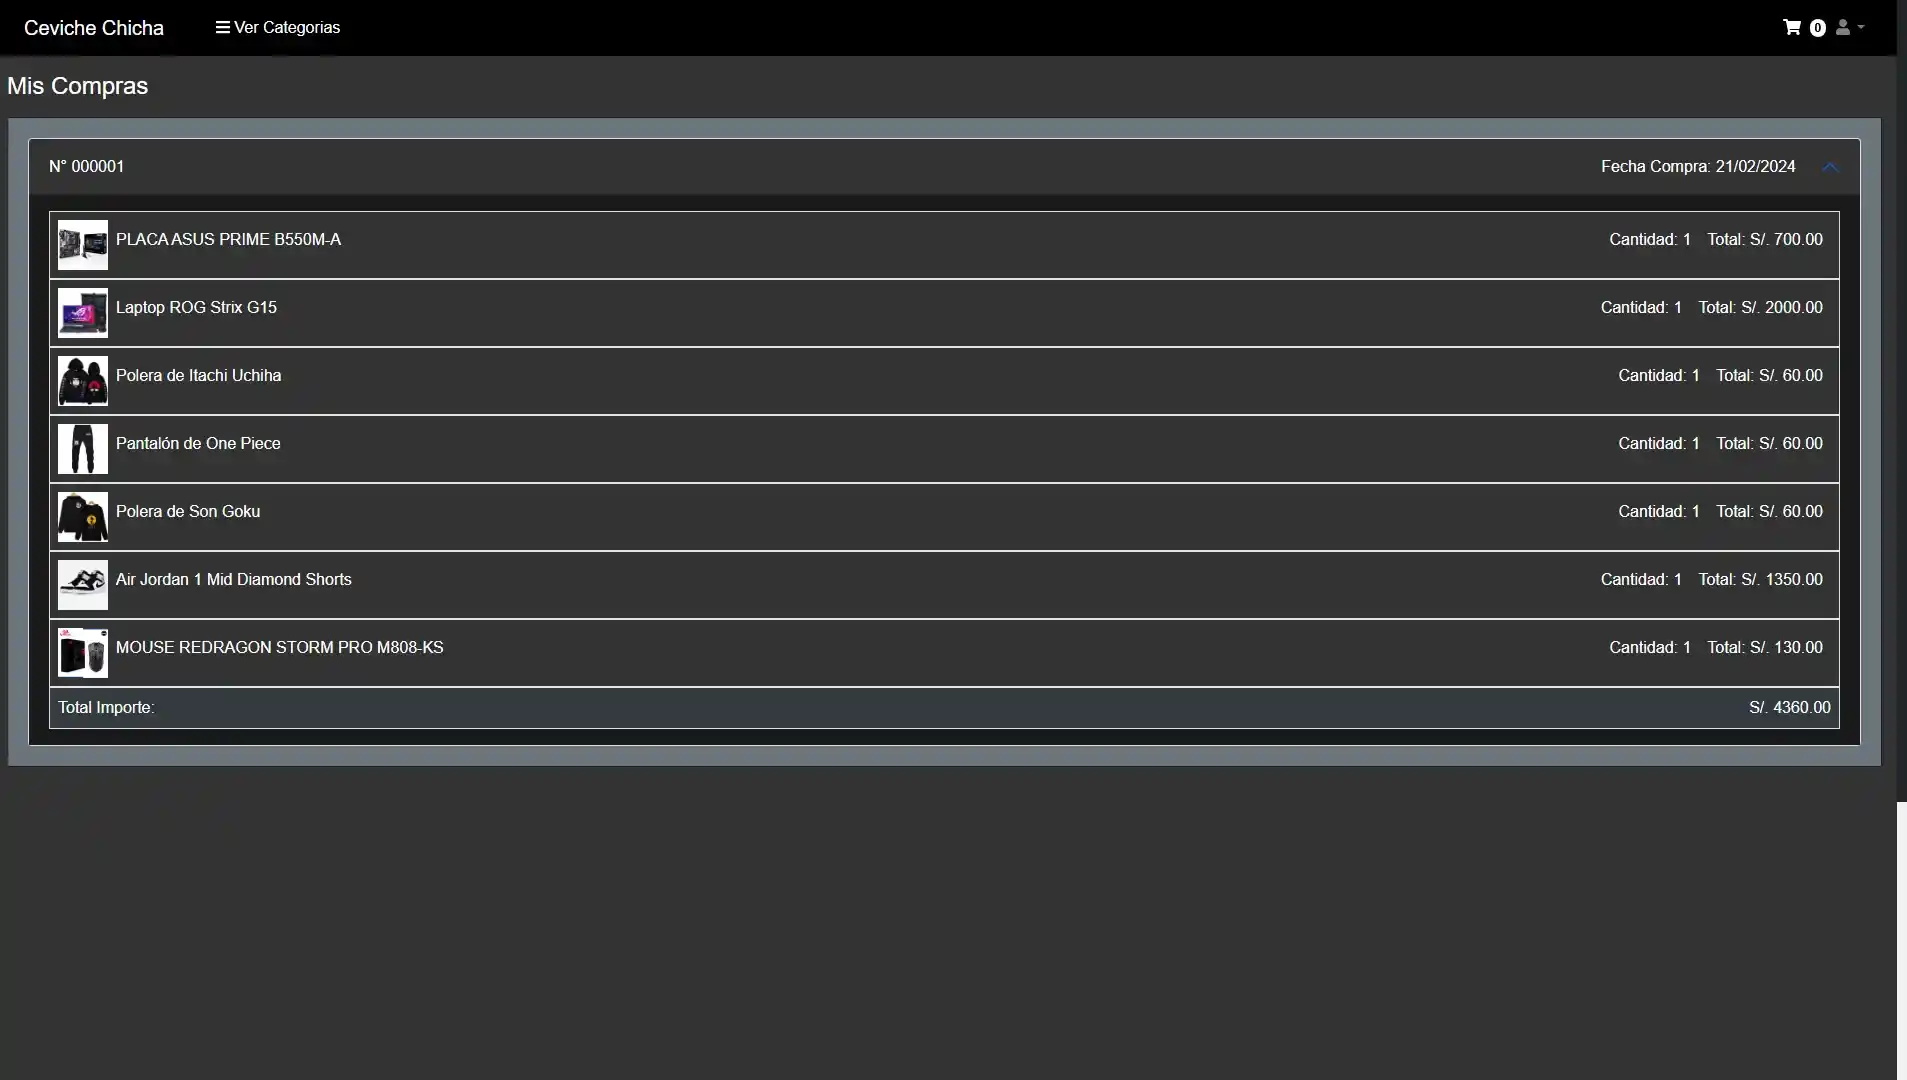 Ceviche Chicha Ver Categorias 0
Mis Compras
N° 000001 Fecha Compra: 21/02/2024
PLACA ASUS PRIME B550M-A Cantidad: 1 Total: S/. 700.00
Laptop ROG Strix G15 Cantidad: 1 Total: S/. 2000.00
Polera de Itachi Uchiha Cantidad: 1 Total: S/. 60.00
Pantalón de One Piece Cantidad: 1 Total: S/. 60.00
Polera de Son Goku Cantidad: 1 Total: S/. 60.00
Air Jordan 1 Mid Diamond Shorts Cantidad: 1 Total: S/. 1350.00
MOUSE REDRAGON STORM PRO M808-KS Cantidad: 1 Total: S/. 130.00
Total Importe: S/. 4360.00